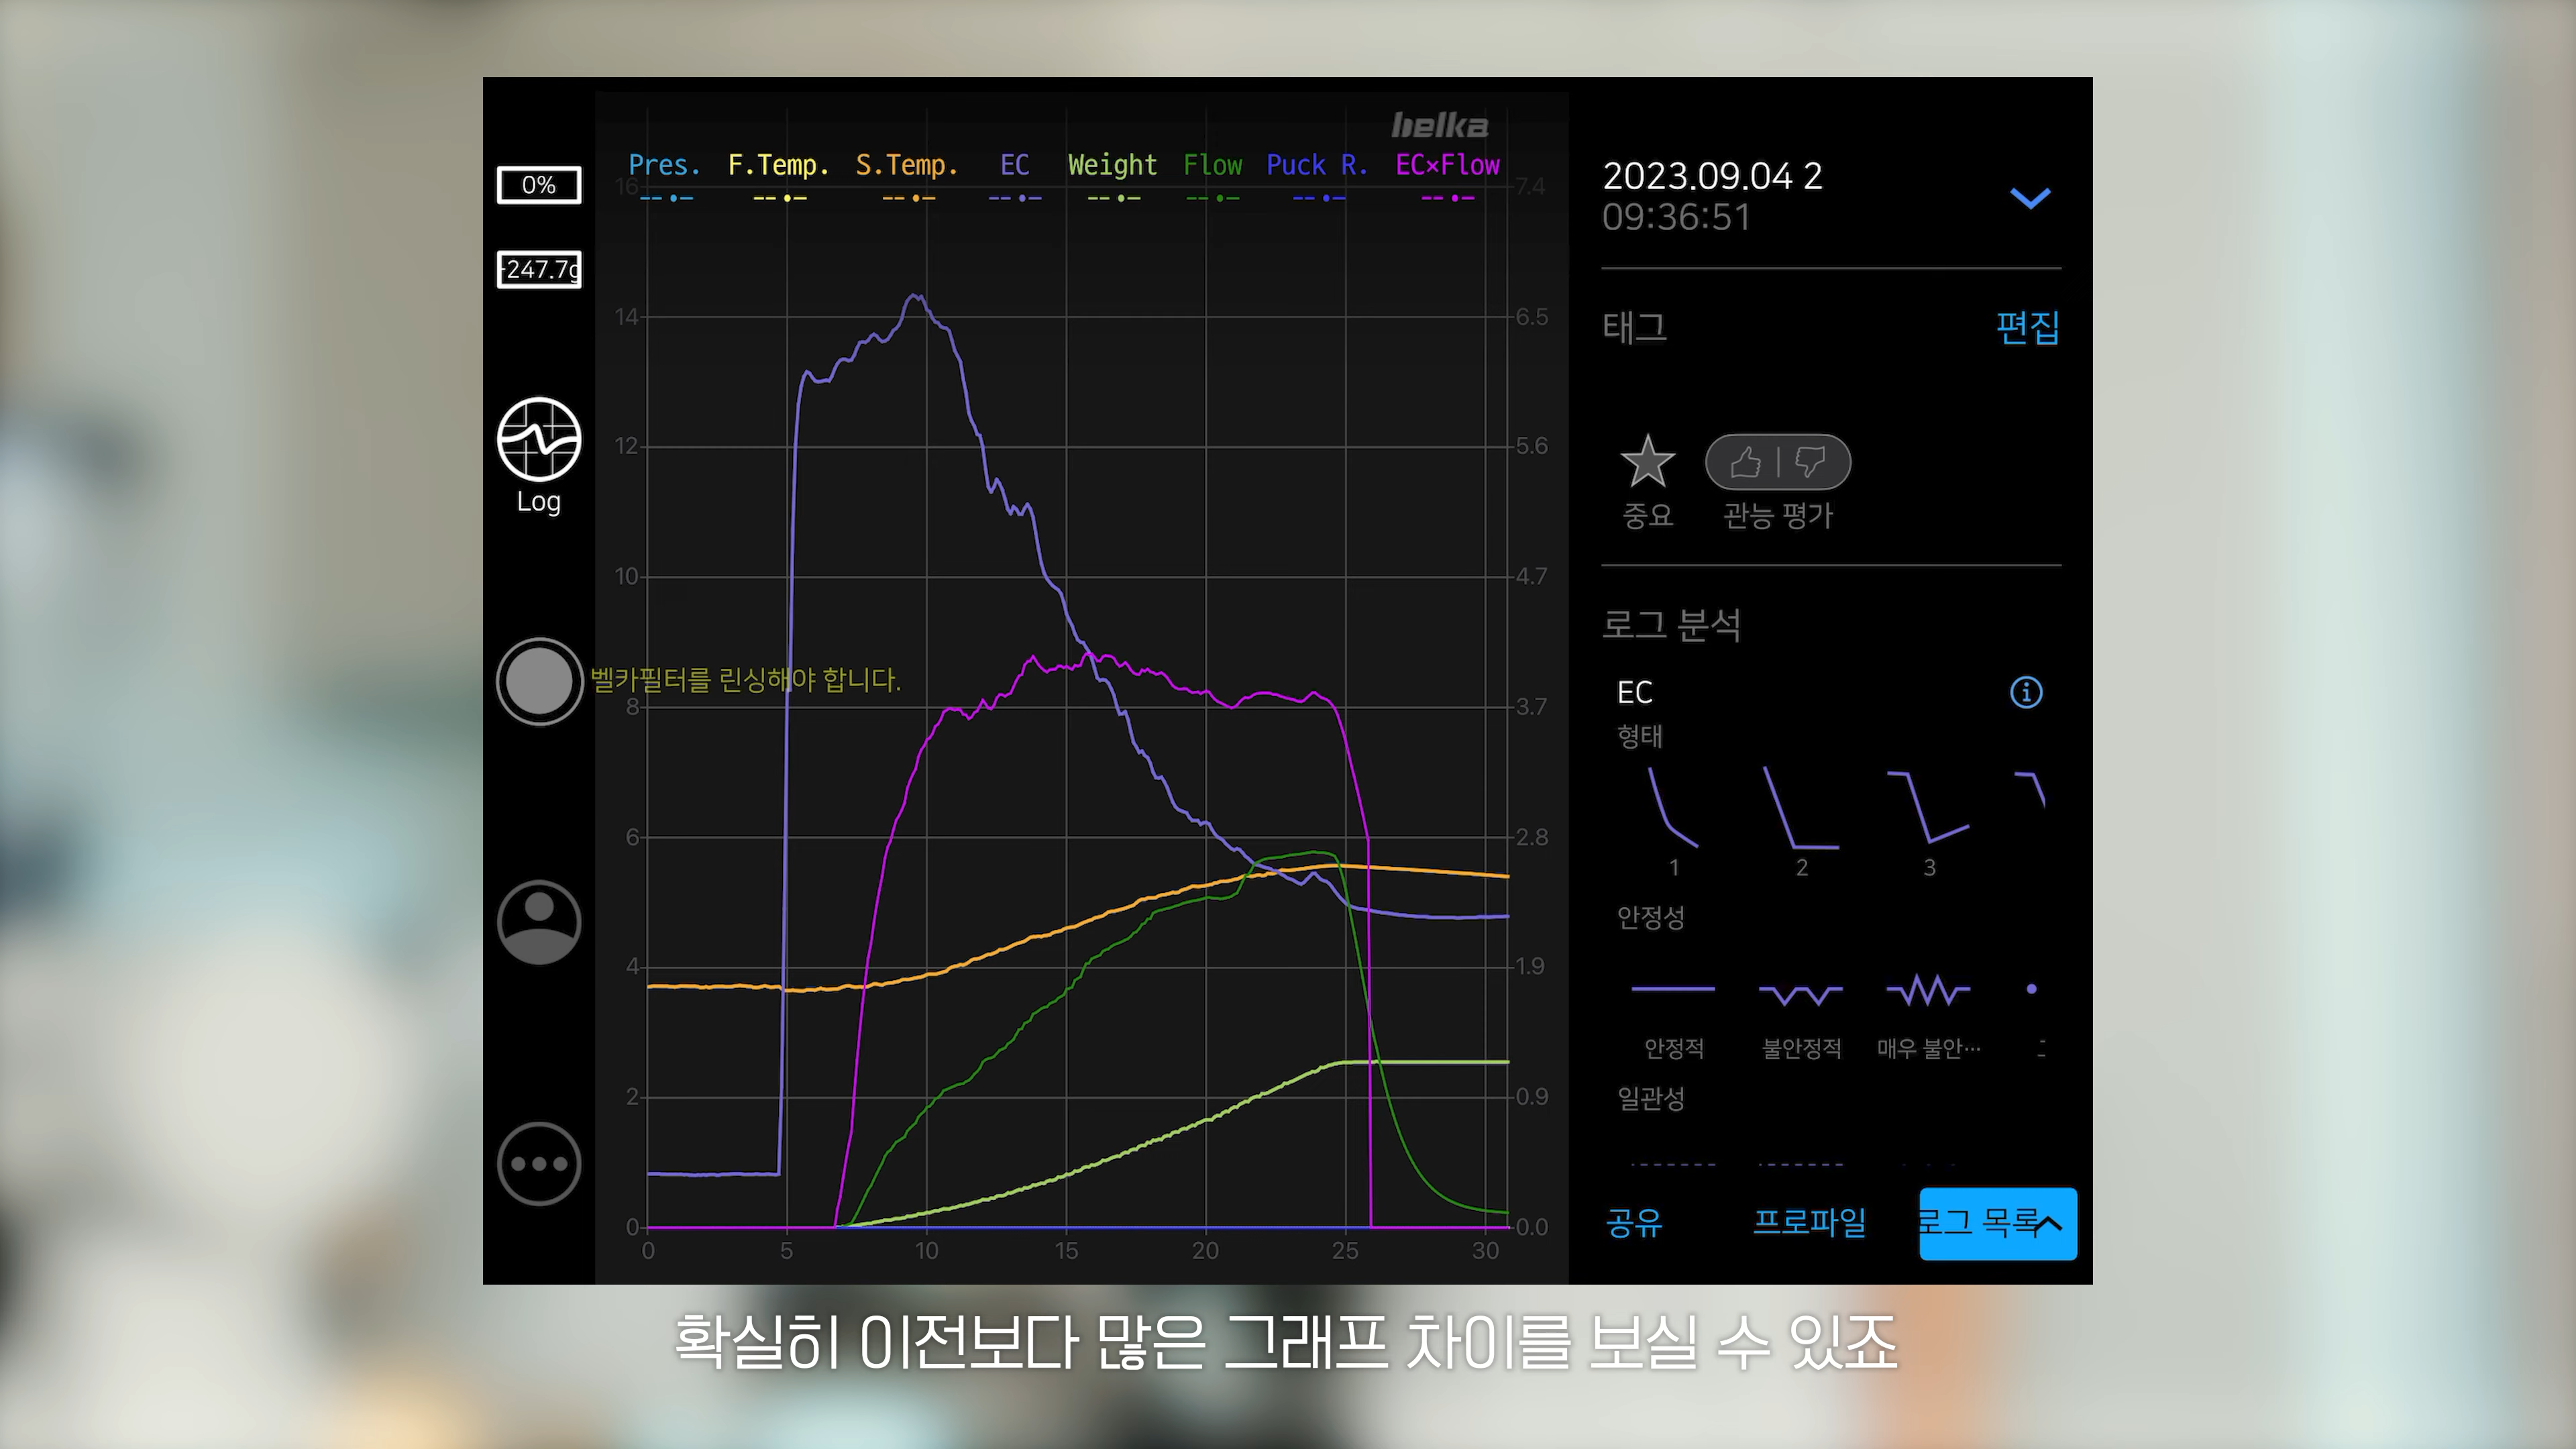 belka
Pres. F.Temp. S.Temp. EC Weight Flow Puck R. EC×Flow
0%
-247.7g
Log
16 7.4
14 6.5
12 5.6
10 4.7
8 3.7
6 2.8
4 1.9
2 0.9
0 0.0
0 5 10 15 20 25 30
벨카필터를 린싱해야 합니다.
2023.09.04 2
09:36:51
태그 편집
중요 관능 평가
로그 분석
EC
형태
1 2 3
안정성
안정적 불안정적 매우 불안…
일관성
공유 프로파일 로그 목록
확실히 이전보다 많은 그래프 차이를 보실 수 있죠